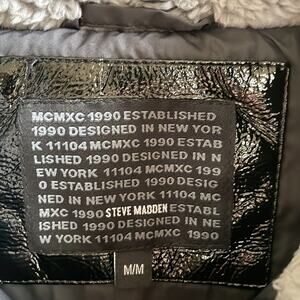 MCMXC 1990 ESTABLISHED
1990 DESIGNED IN NEW YOR
K 11104 MCMXC 1990 ESTAB
LISHED 1990 DESIGNED IN N
EW YORK 11104 MCMXC 199
0 ESTABLISHED 1990 DESIG
NED IN NEW YORK 11104 MC
MXC 1990 STEVE MADDEN ESTABL
ISHED 1990 DESIGNED IN NE
W YORK 11104 MCMXC 1990
M/M